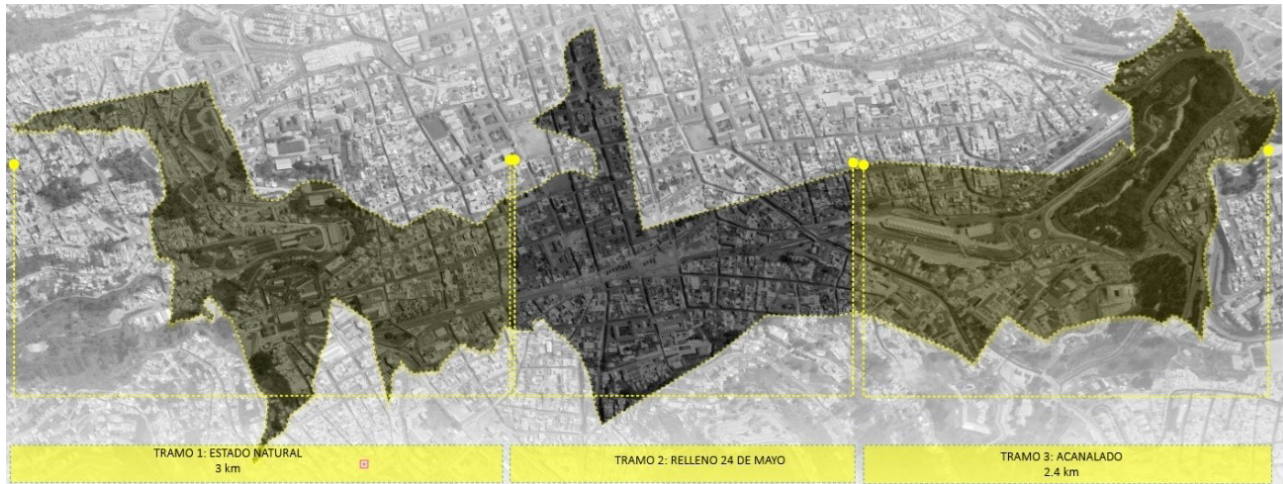 TRAMO 1: ESTADO NATURAL
3 km
TRAMO 2: RELLENO 24 DE MAYO
TRAMO 3: ACANALADO
2.4 km